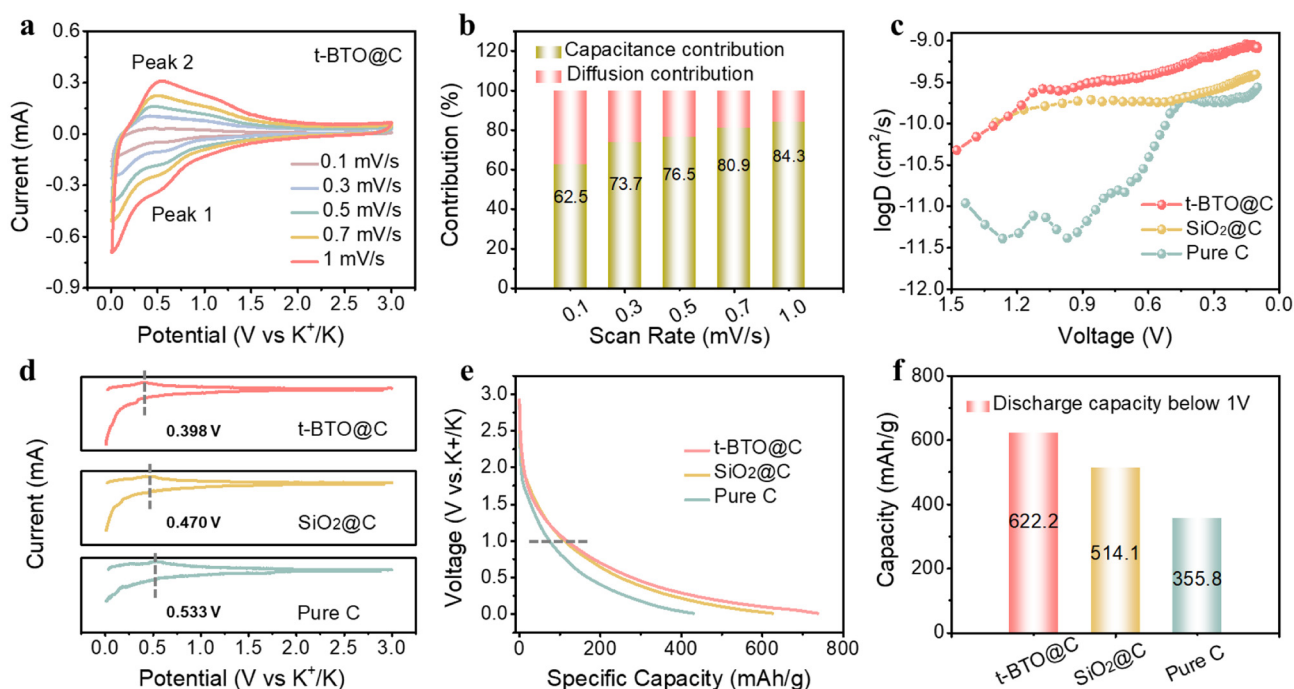 a
t-BTO@C
Peak 2
Peak 1
0.1 mV/s
0.3 mV/s
0.5 mV/s
0.7 mV/s
1 mV/s
Current (mA)
0.6
0.3
0.0
-0.3
-0.6
-0.9
0.0 0.5 1.0 1.5 2.0 2.5 3.0
Potential (V vs K⁺/K)
b
Capacitance contribution
Diffusion contribution
Contribution (%)
120
100
80
60
40
20
0
62.5
73.7
76.5
80.9
84.3
0.1 0.3 0.5 0.7 1.0
Scan Rate (mV/s)
c
logD (cm²/s)
-9.0
-9.5
-10.0
-10.5
-11.0
-11.5
-12.0
t-BTO@C
SiO₂@C
Pure C
1.5 1.2 0.9 0.6 0.3 0.0
Voltage (V)
d
Current (mA)
0.398 V
t-BTO@C
0.470 V
SiO₂@C
0.533 V
Pure C
0.0 0.5 1.0 1.5 2.0 2.5 3.0
Potential (V vs K⁺/K)
e
Voltage (V vs.K+/K)
3.0
2.5
2.0
1.5
1.0
0.5
0.0
t-BTO@C
SiO₂@C
Pure C
0 200 400 600 800
Specific Capacity (mAh/g)
f
Discharge capacity below 1V
Capacity (mAh/g)
800
600
400
200
0
622.2
514.1
355.8
t-BTO@C
SiO₂@C
Pure C